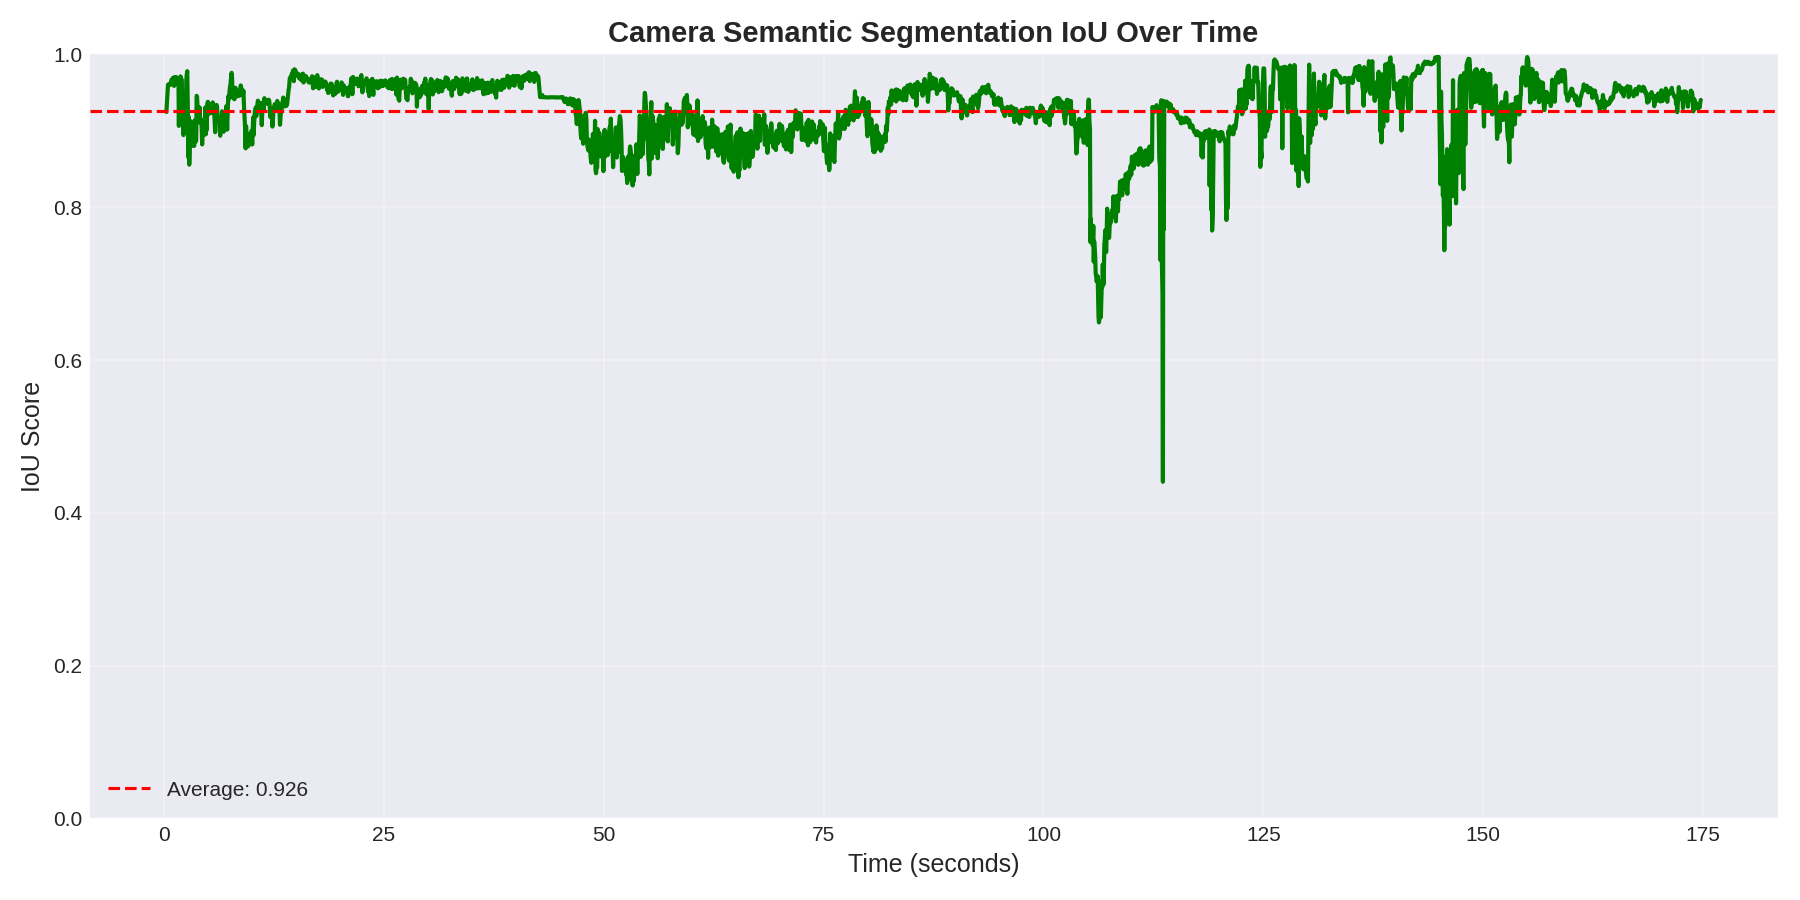 Camera Semantic Segmentation IoU Over Time
IoU Score
1.0
0.8
0.6
0.4
0.2
0.0
Average: 0.926
0 25 50 75 100 125 150 175
Time (seconds)